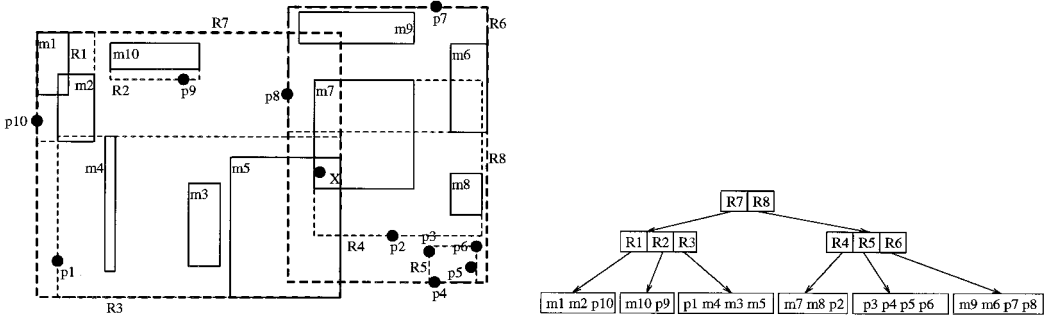 R7
p7
R6
m9
m1
R1
m10
m6
m2
R2
p9
p8
m7
p10
m4
m5
R8
m3
X
m8
R4
p2
p3
p6
p1
R5
p5
p4
R3
R7 R8
R1 R2 R3
R4 R5 R6
m1 m2 p10
m10 p9
p1 m4 m3 m5
m7 m8 p2
p3 p4 p5 p6
m9 m6 p7 p8